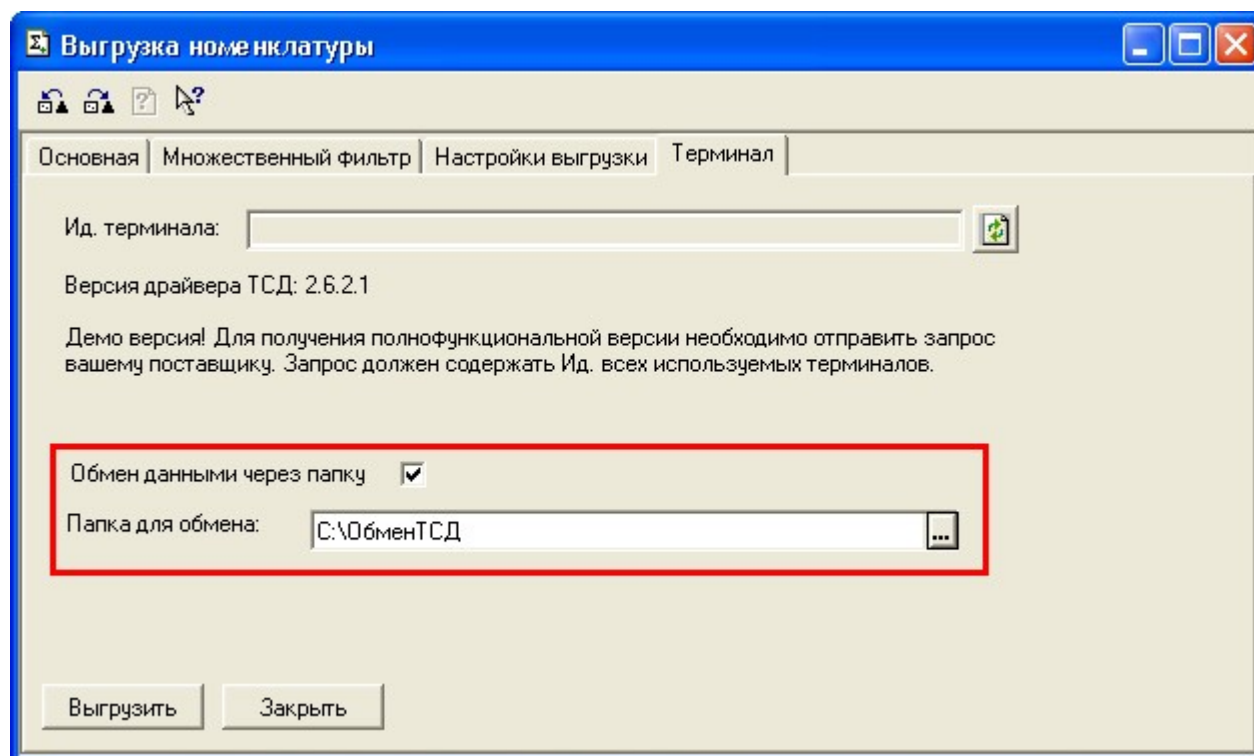 Выгрузка номенклатуры
Основная
Множественный фильтр
Настройки выгрузки
Терминал
Ид. терминала:
Версия драйвера ТСД: 2.6.2.1
Демо версия! Для получения полнофункциональной версии необходимо отправить запрос
вашему поставщику. Запрос должен содержать Ид. всех используемых терминалов.
Обмен данными через папку
Папка для обмена:
C:\ОбменТСД
...
Выгрузить
Закрыть